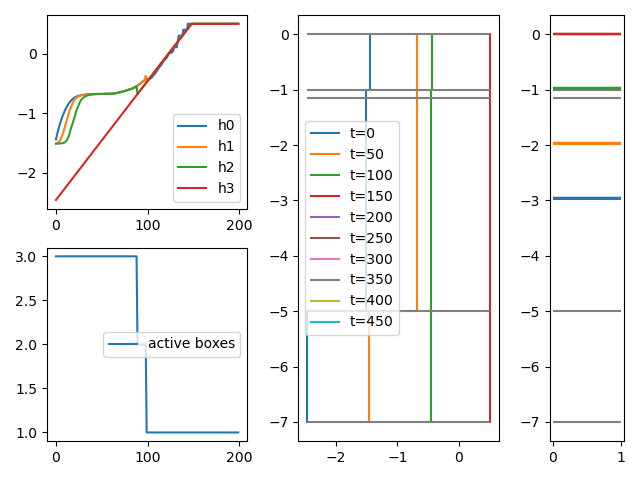 0
−1
−2
h0
h1
h2
h3
0
100
200
3.0
2.5
2.0
1.5
1.0
active boxes
0
100
200
0
−1
−2
−3
−4
−5
−6
−7
t=0
t=50
t=100
t=150
t=200
t=250
t=300
t=350
t=400
t=450
−2
−1
0
0
−1
−2
−3
−4
−5
−6
−7
0
1